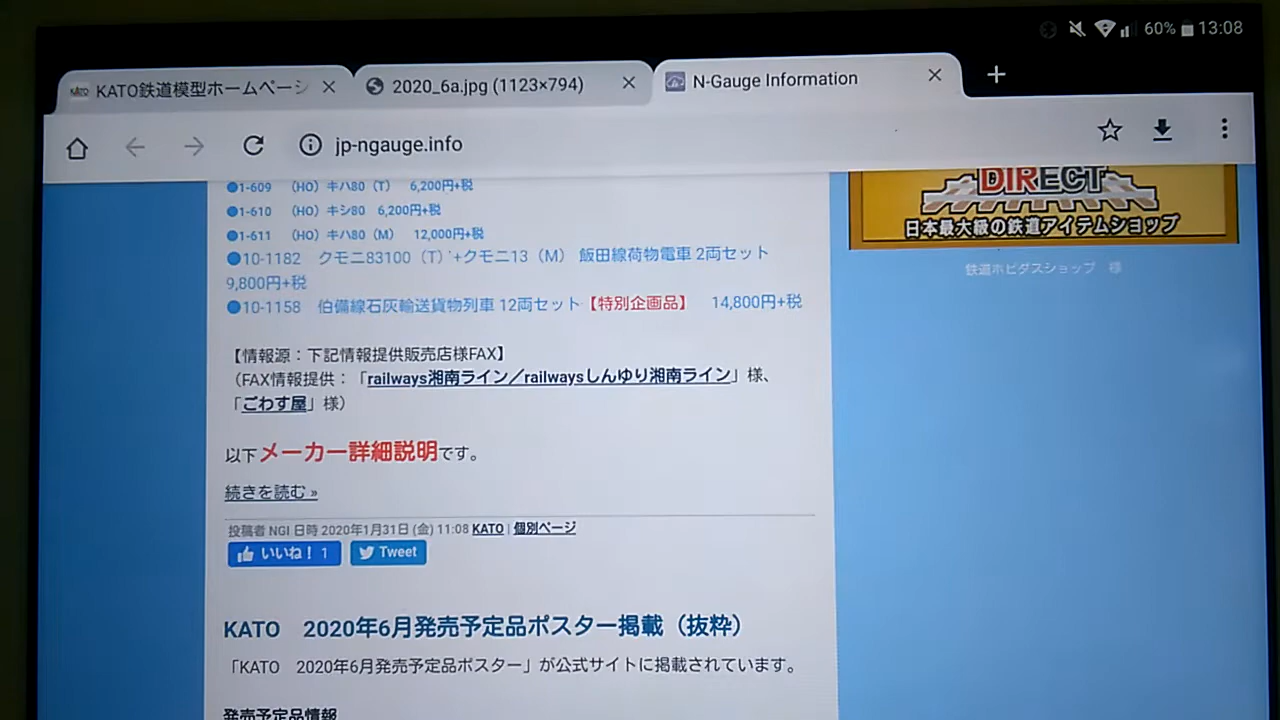 60% 13:08
KATO鉄道模型ホームページ
2020_6a.jpg (1123×794)
N-Gauge Information
jp-ngauge.info
●1-609 （HO）キハ80（T） 6,200円+税
●1-610 （HO）キシ80 6,200円+税
●1-611 （HO）キハ80（M） 12,000円+税
●10-1182 クモニ83100（T）'+クモニ13（M） 飯田線荷物電車 2両セット
9,800円+税
●10-1158 伯備線石灰輸送貨物列車 12両セット【特別企画品】 14,800円+税
【情報源：下記情報提供販売店様FAX】
（FAX情報提供：「railways湘南ライン／railwaysしんゆり湘南ライン」様、
「ごわす屋」様）
以下メーカー詳細説明です。
続きを読む »
投稿者 NGI 日時 2020年1月31日 (金) 11:08 KATO | 個別ページ
いいね！ 1 Tweet
KATO 2020年6月発売予定品ポスター掲載（抜粋）
「KATO 2020年6月発売予定品ポスター」が公式サイトに掲載されています。
発売予定品情報
DIRECT
日本最大級の鉄道アイテムショップ
鉄道ホビダスショップ 様